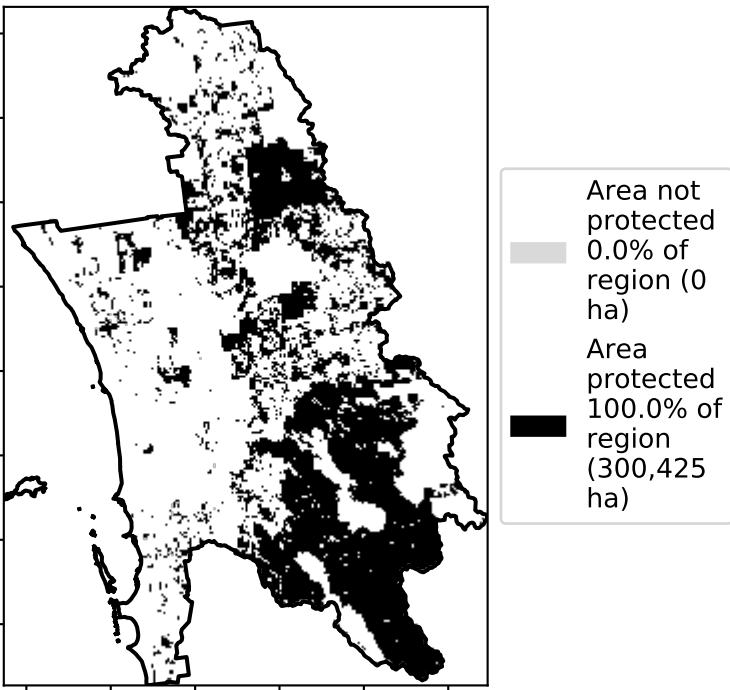 Area not
protected
0.0% of
region (0
ha)
Area
protected
100.0% of
region
(300,425
ha)